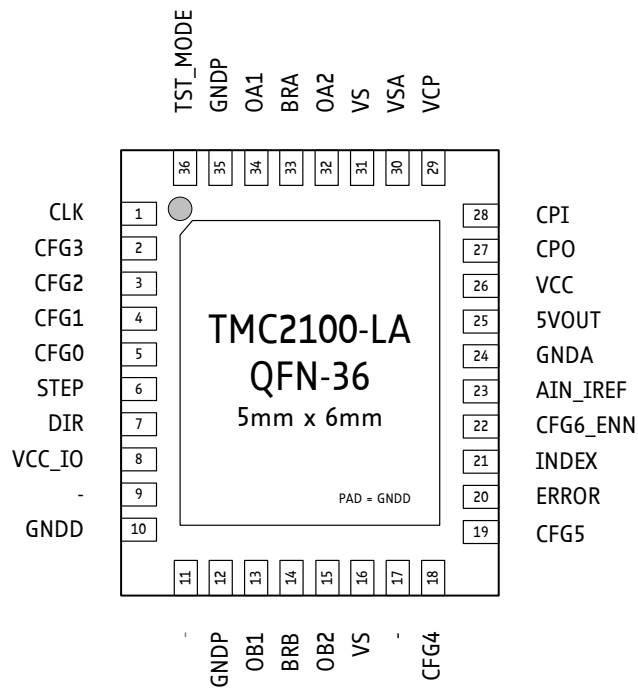 TST_MODE
GNDP
OA1
BRA
OA2
VS
VSA
VCP
36
35
34
33
32
31
30
29
CLK 1
CFG3 2
CFG2 3
CFG1 4
CFG0 5
STEP 6
DIR 7
VCC_IO 8
- 9
GNDD 10
TMC2100-LA
QFN-36
5mm x 6mm
PAD = GNDD
28 CPI
27 CPO
26 VCC
25 5VOUT
24 GNDA
23 AIN_IREF
22 CFG6_ENN
21 INDEX
20 ERROR
19 CFG5
11
12
13
14
15
16
17
18
-
GNDP
OB1
BRB
OB2
VS
-
CFG4